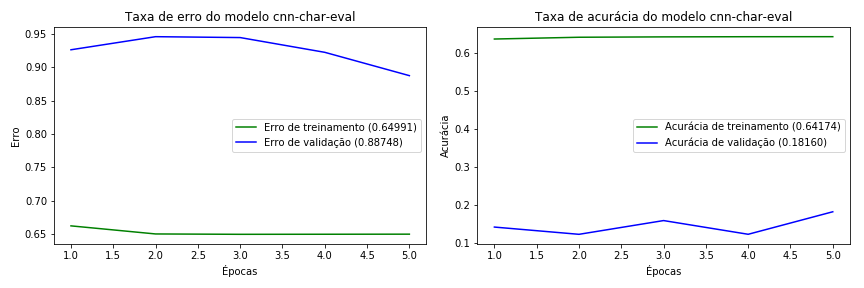 Taxa de erro do modelo cnn-char-eval
0.95
0.90
0.85
0.80
0.75
0.70
0.65
Erro
Erro de treinamento (0.64991)
Erro de validação (0.88748)
1.0 1.5 2.0 2.5 3.0 3.5 4.0 4.5 5.0
Épocas
Taxa de acurácia do modelo cnn-char-eval
0.6
0.5
0.4
0.3
0.2
0.1
Acurácia
Acurácia de treinamento (0.64174)
Acurácia de validação (0.18160)
1.0 1.5 2.0 2.5 3.0 3.5 4.0 4.5 5.0
Épocas